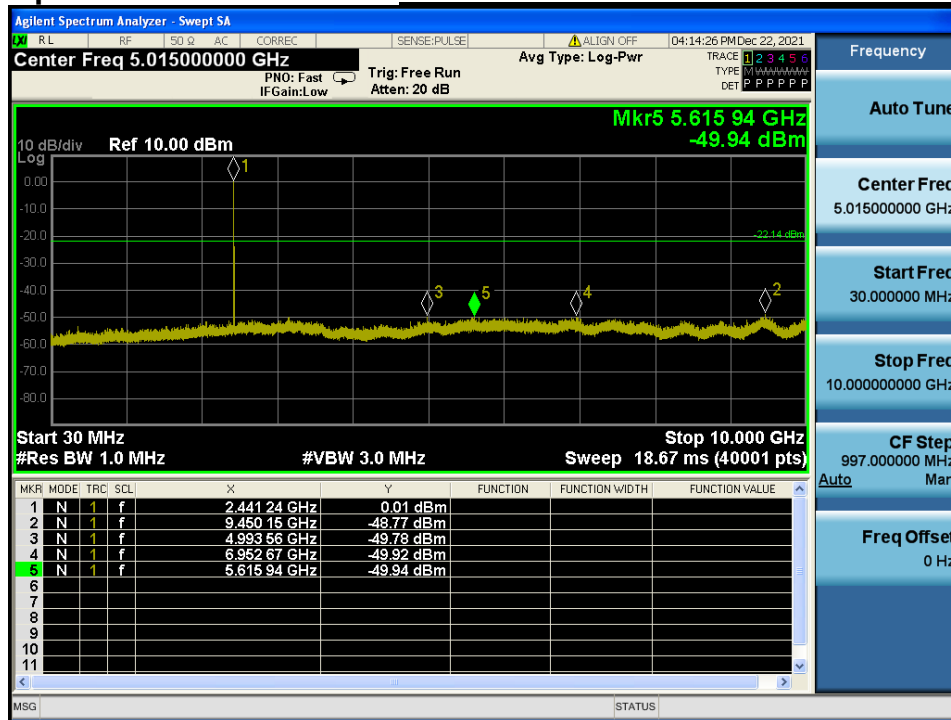 Agilent Spectrum Analyzer - Swept SA
LXI RL RF 50 Ω AC CORREC SENSE:PULSE ALIGN OFF 04:14:26 PM Dec 22, 2021
Center Freq 5.015000000 GHz
PNO: Fast
IFGain:Low
Trig: Free Run
Atten: 20 dB
Avg Type: Log-Pwr
TRACE 1 2 3 4 5 6
TYPE M
DET P P P P P P
Mkr5 5.615 94 GHz
-49.94 dBm
10 dB/div Ref 10.00 dBm
Log
0.00
-10.0
-20.0
-30.0
-40.0
-50.0
-60.0
-70.0
-80.0
1
-22.14 dBm
3
5
4
2
Start 30 MHz Stop 10.000 GHz
#Res BW 1.0 MHz #VBW 3.0 MHz Sweep 18.67 ms (40001 pts)
MKR MODE TRC SCL X Y FUNCTION FUNCTION WIDTH FUNCTION VALUE
1 N 1 f 2.441 24 GHz 0.01 dBm
2 N 1 f 9.450 15 GHz -48.77 dBm
3 N 1 f 4.993 56 GHz -49.78 dBm
4 N 1 f 6.952 67 GHz -49.92 dBm
5 N 1 f 5.615 94 GHz -49.94 dBm
6
7
8
9
10
11
MSG STATUS
Frequency
Auto Tune
Center Freq
5.015000000 GHz
Start Freq
30.000000 MHz
Stop Freq
10.000000000 GHz
CF Step
997.000000 MHz
Auto Man
Freq Offset
0 Hz